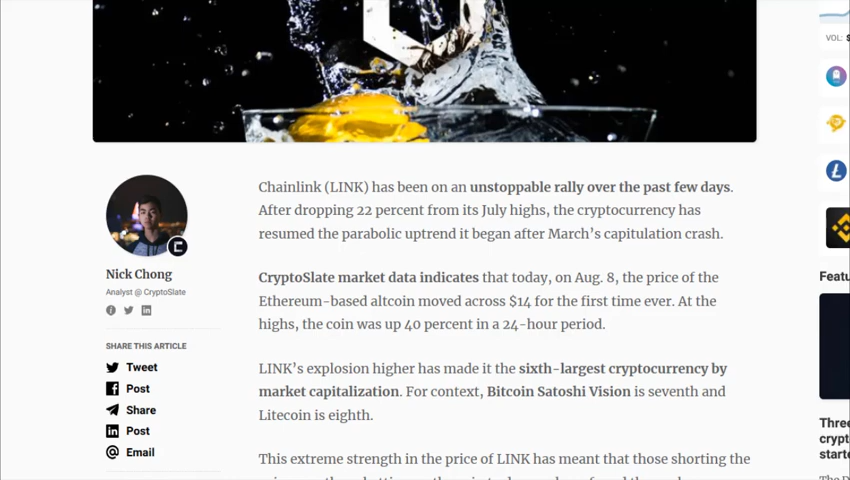 VOL: $
Chainlink (LINK) has been on an unstoppable rally over the past few days.
After dropping 22 percent from its July highs, the cryptocurrency has
resumed the parabolic uptrend it began after March's capitulation crash.
Nick Chong
Analyst @ CryptoSlate
CryptoSlate market data indicates that today, on Aug. 8, the price of the
Ethereum-based altcoin moved across $14 for the first time ever. At the
highs, the coin was up 40 percent in a 24-hour period.
SHARE THIS ARTICLE
Tweet
Post
Share
Post
Email
LINK's explosion higher has made it the sixth-largest cryptocurrency by
market capitalization. For context, Bitcoin Satoshi Vision is seventh and
Litecoin is eighth.
This extreme strength in the price of LINK has meant that those shorting the
Featu
Three
crypt
starte
The D